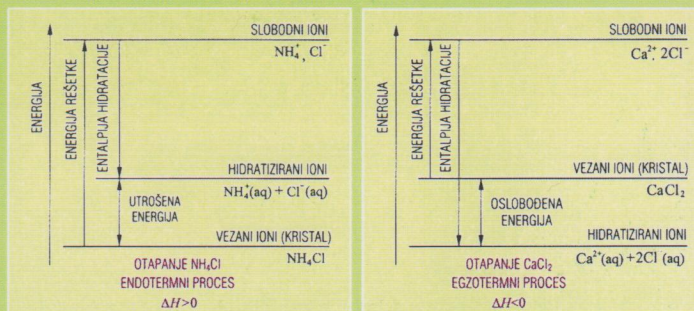 SLOBODNI IONI
NH₄⁺, Cl⁻
ENERGIJA
ENERGIJA REŠETKE
ENTALPIJA HIDRATACIJE
HIDRATIZIRANI IONI
NH₄⁺(aq) + Cl⁻(aq)
UTROŠENA
ENERGIJA
VEZANI IONI (KRISTAL)
NH₄Cl
OTAPANJE NH₄Cl
ENDOTERMNI PROCES
ΔH>0
SLOBODNI IONI
Ca²⁺, 2Cl⁻
ENERGIJA
ENERGIJA REŠETKE
ENTALPIJA HIDRATACIJE
VEZANI IONI (KRISTAL)
CaCl₂
OSLOBOĐENA
ENERGIJA
HIDRATIZIRANI IONI
Ca²⁺(aq) +2Cl (aq)
OTAPANJE CaCl₂
EGZOTERMNI PROCES
ΔH<0